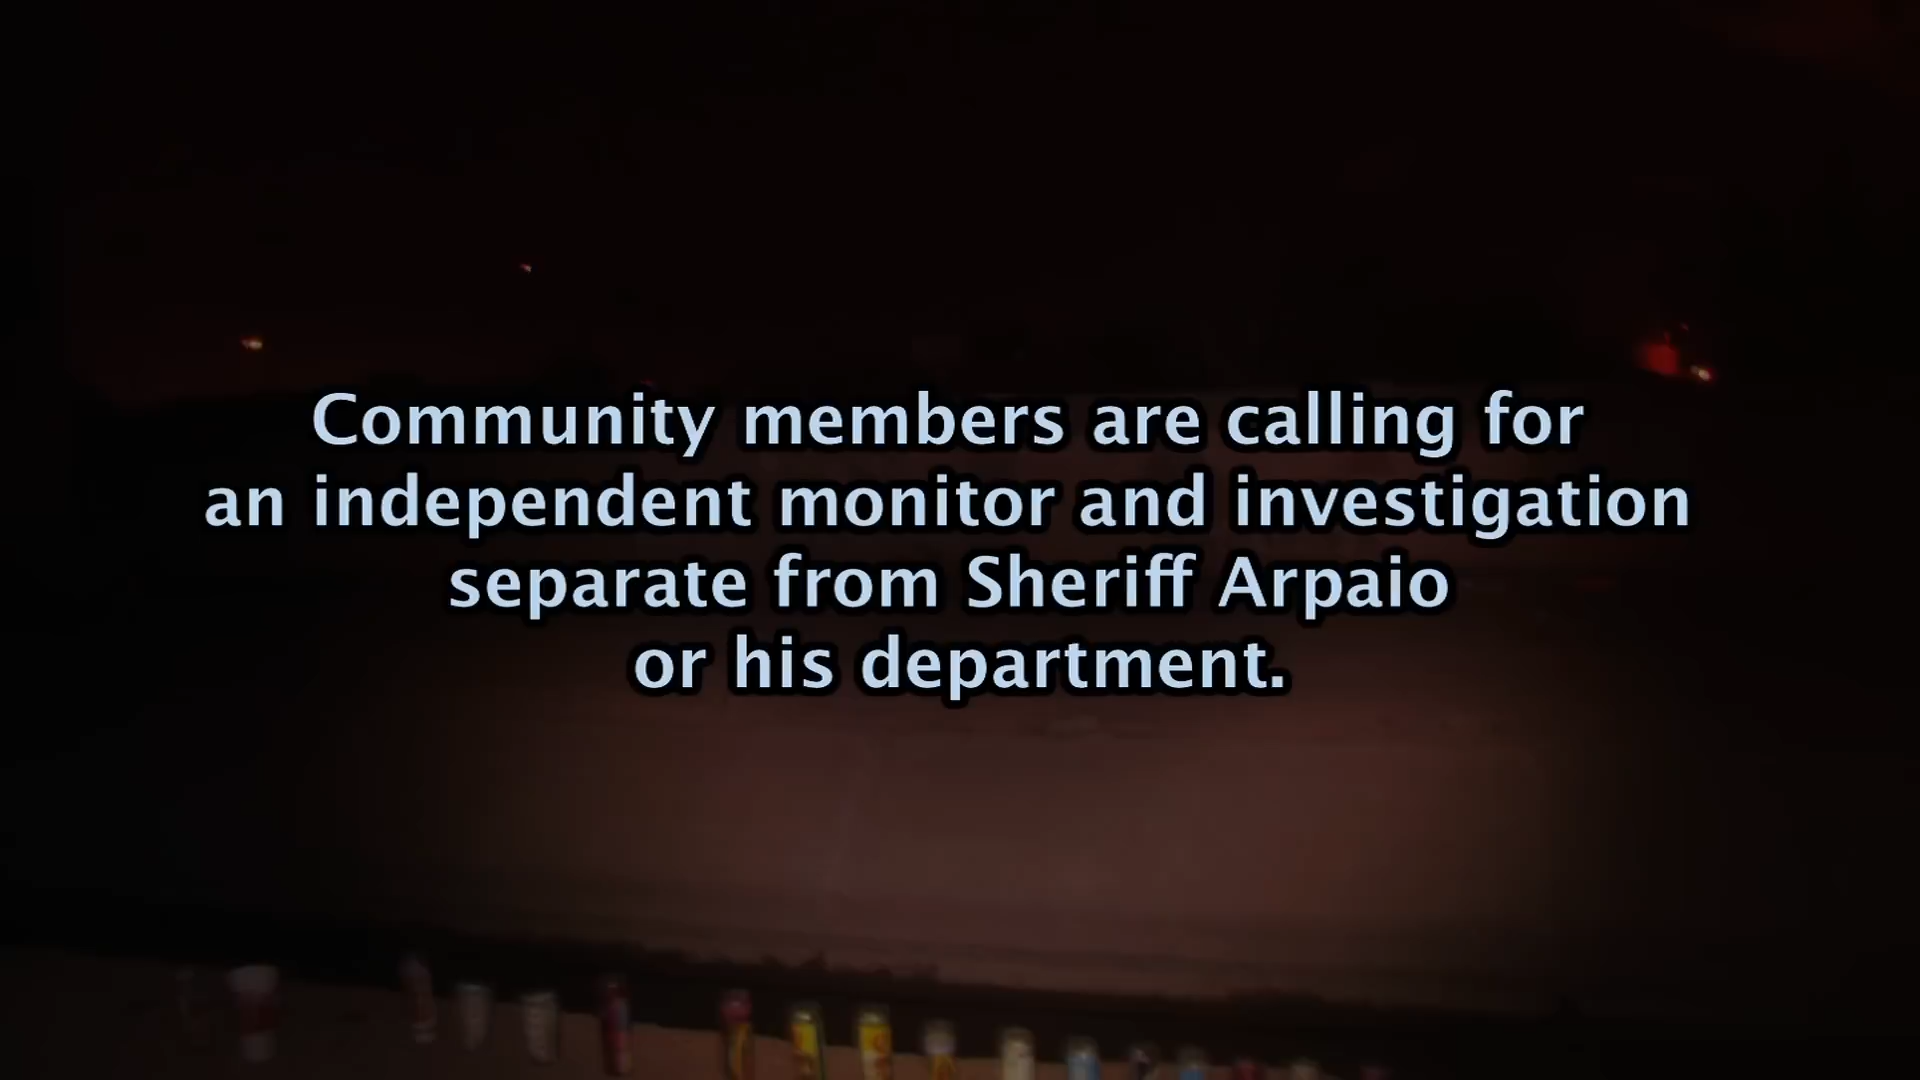 Community members are calling for
an independent monitor and investigation
separate from Sheriff Arpaio
or his department.